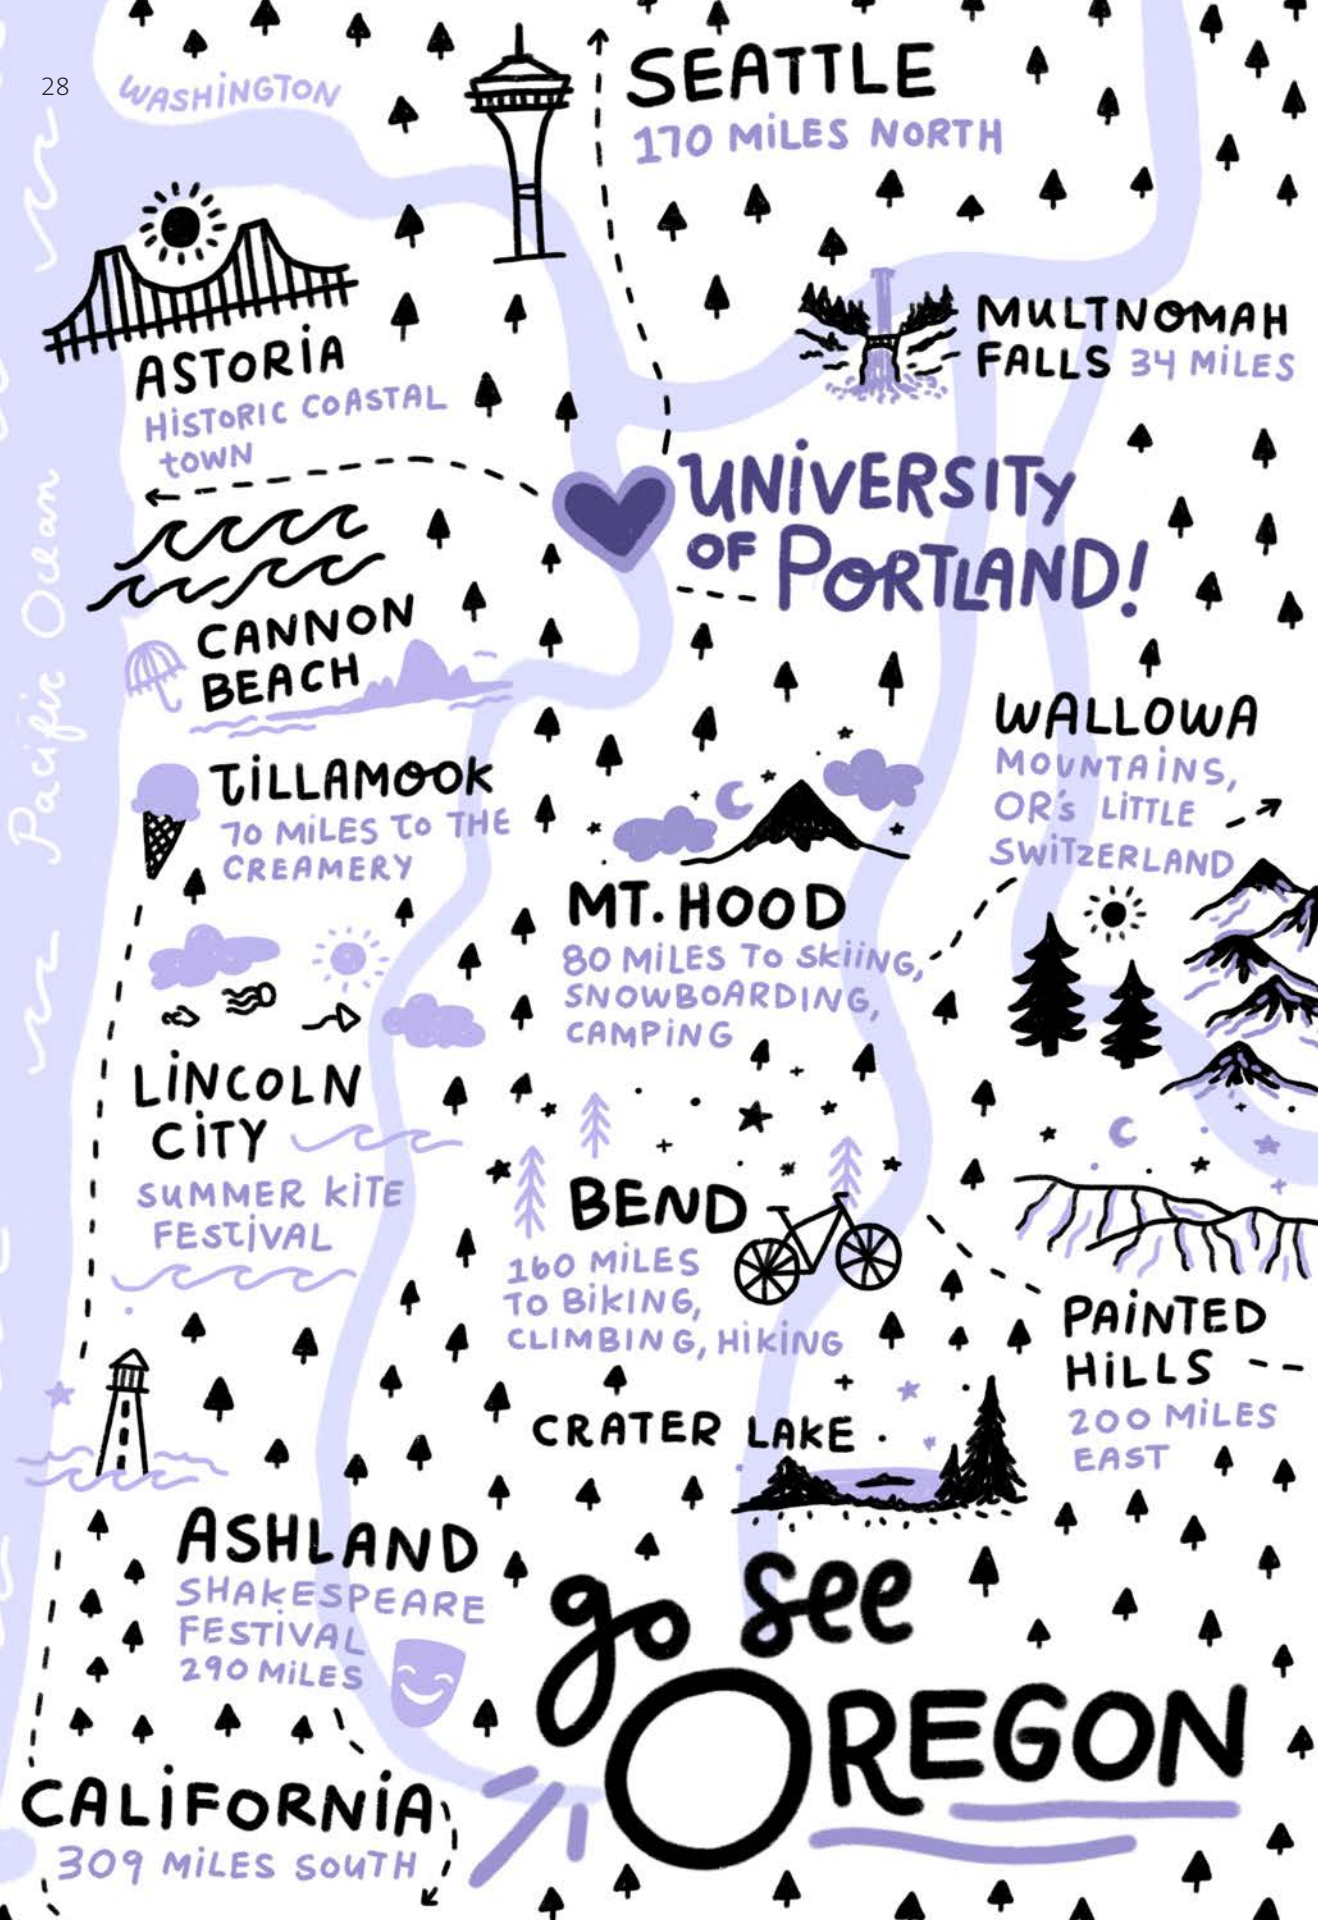 28
WASHINGTON
SEATTLE
170 MILES NORTH
MULTNOMAH
FALLS 34 MILES
ASTORIA
HISTORIC COASTAL
TOWN
UNIVERSITY
OF PORTLAND!
Pacific Ocean
CANNON
BEACH
WALLOWA
MOUNTAINS,
OR's LITTLE
SWITZERLAND
TILLAMOOK
70 MILES TO THE
CREAMERY
MT. HOOD
80 MILES TO SKIING,
SNOWBOARDING,
CAMPING
LINCOLN
CITY
SUMMER KITE
FESTIVAL
BEND
160 MILES
TO BIKING,
CLIMBING, HIKING
PAINTED
HILLS
200 MILES
EAST
CRATER LAKE
ASHLAND
SHAKESPEARE
FESTIVAL
290 MILES
go see
OREGON
CALIFORNIA
309 MILES SOUTH